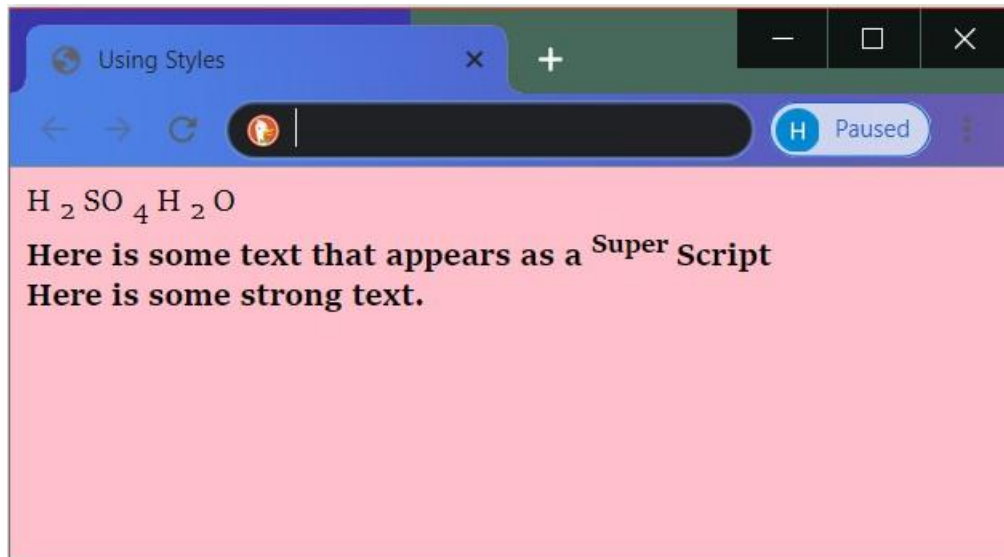 Using Styles
H Paused
H ₂ SO ₄ H ₂ O
Here is some text that appears as a ˢᵘᵖᵉʳ Script
Here is some strong text.